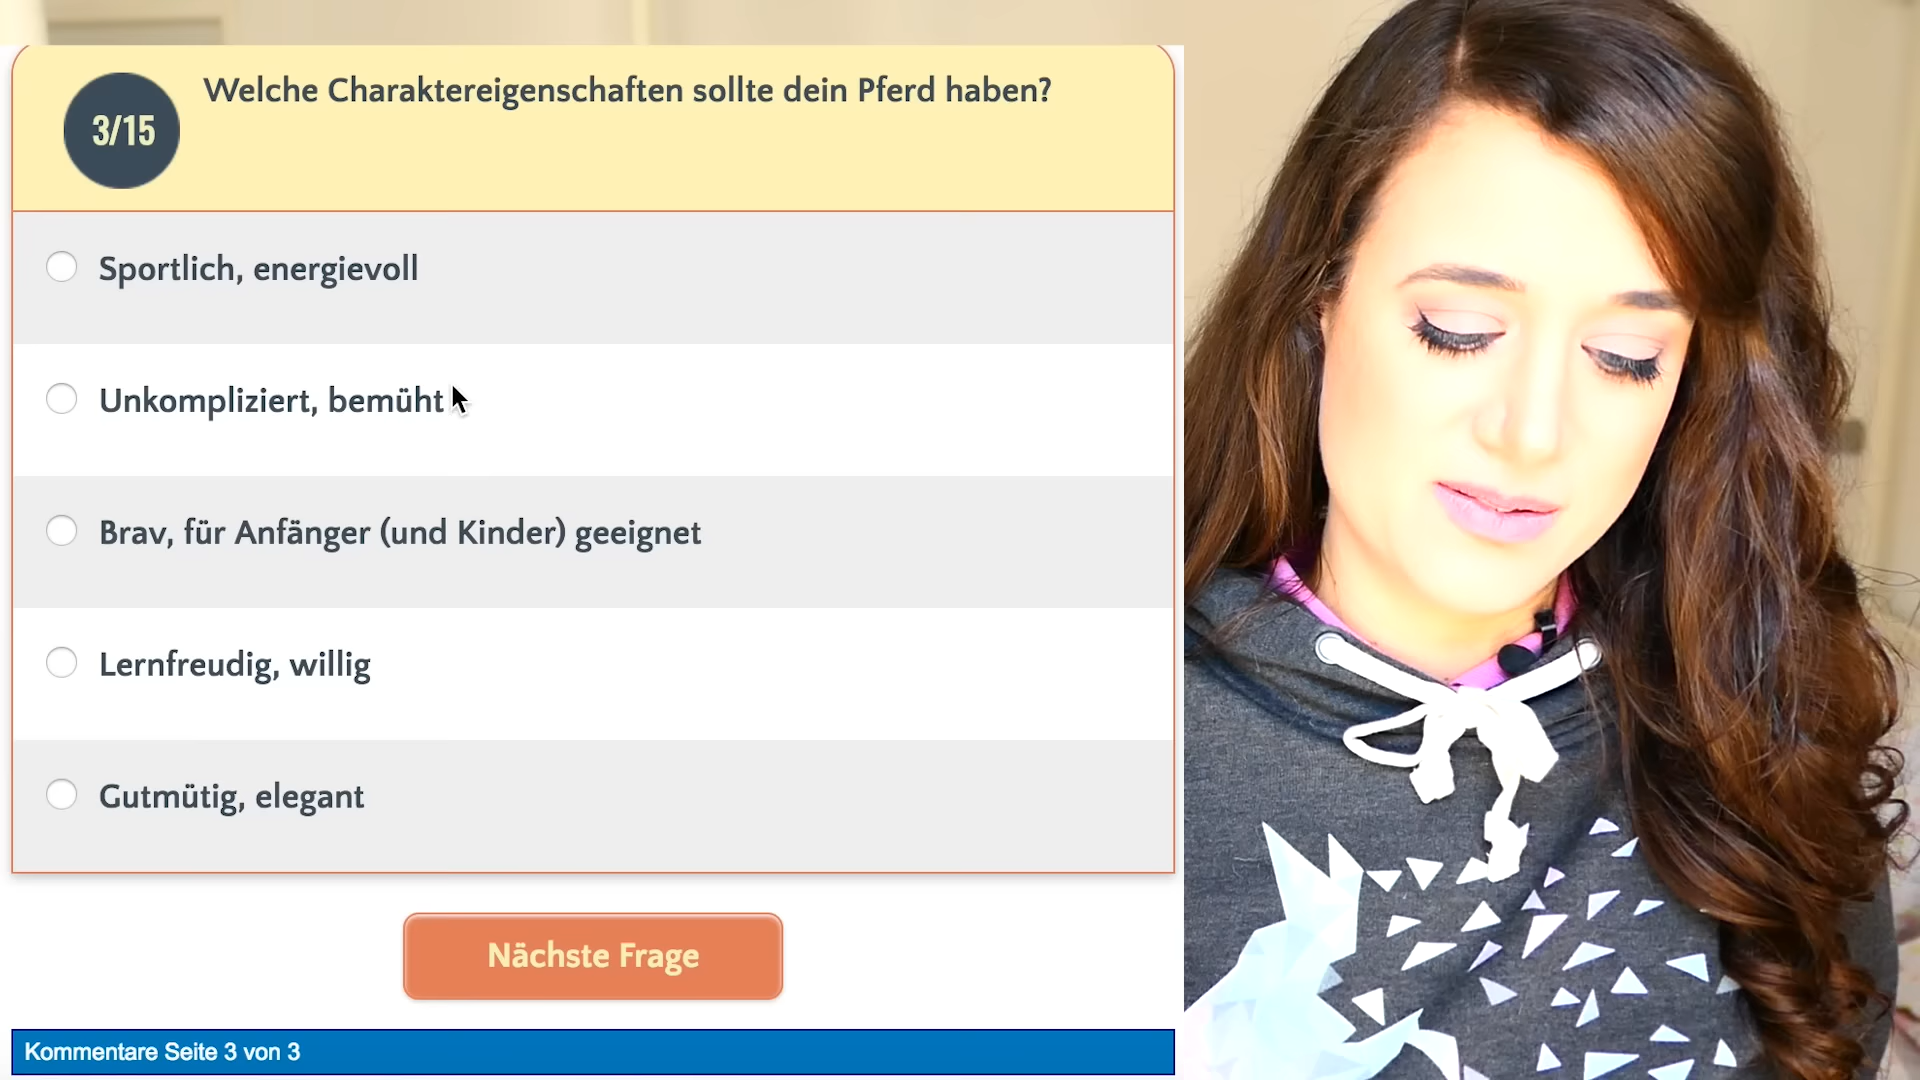 Welche Charaktereigenschaften sollte dein Pferd haben?
3/15
Sportlich, energievoll
Unkompliziert, bemüht
Brav, für Anfänger (und Kinder) geeignet
Lernfreudig, willig
Gutmütig, elegant
Nächste Frage
Kommentare Seite 3 von 3